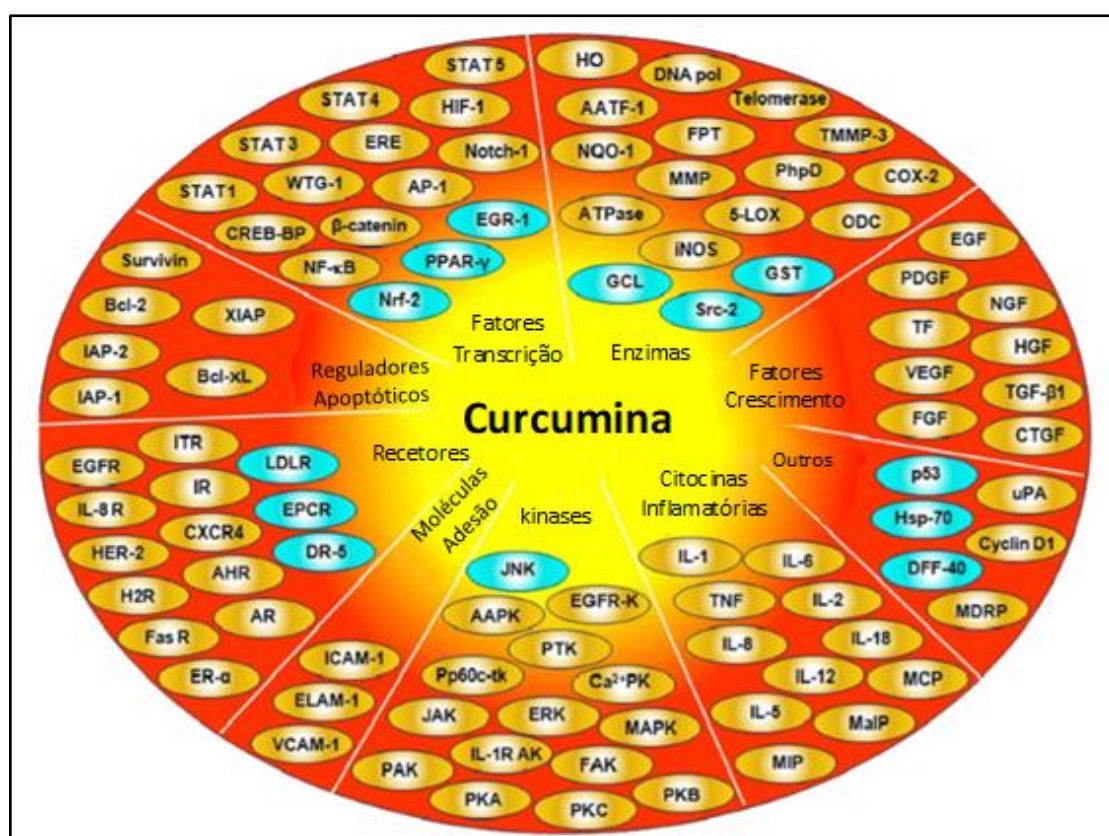 STAT5
STAT4
HIF-1
STAT3
ERE
Notch-1
STAT1
WTG-1
AP-1
EGR-1
CREB-BP
β-catenin
NF-κB
PPAR-γ
Nrf-2
Fatores
Transcrição
HO
DNA pol
Telomerase
AATF-1
FPT
TMMP-3
NQO-1
MMP
PhpD
COX-2
ATPase
5-LOX
ODC
iNOS
GCL
GST
Src-2
Enzimas
EGF
PDGF
NGF
TF
HGF
VEGF
TGF-β1
FGF
CTGF
Fatores
Crescimento
Survivin
Bcl-2
XIAP
IAP-2
Bcl-xL
IAP-1
Reguladores
Apoptóticos
Curcumina
Recetores
ITR
EGFR
LDLR
IR
IL-8 R
EPCR
CXCR4
HER-2
DR-5
AHR
H2R
AR
Fas R
ER-α
Moléculas
Adesão
ICAM-1
ELAM-1
VCAM-1
kinases
JNK
EGFR-K
AAPK
PTK
Pp60c-tk
Ca²⁺PK
JAK
ERK
MAPK
IL-1R AK
PAK
FAK
PKA
PKC
PKB
Citocinas
Inflamatórias
IL-1
IL-6
TNF
IL-2
IL-8
IL-18
IL-12
MCP
IL-5
MaIP
MIP
Outros
p53
uPA
Hsp-70
Cyclin D1
DFF-40
MDRP